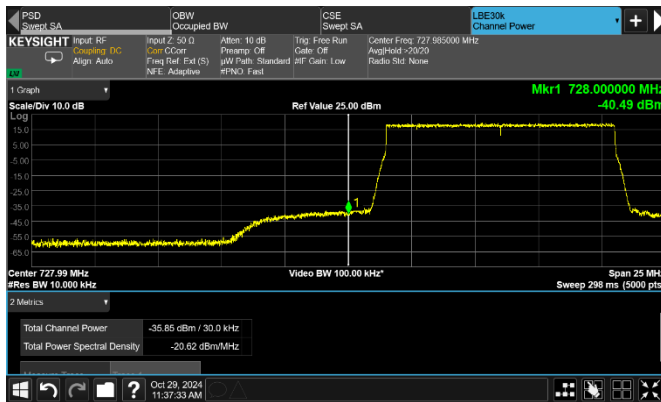 PSD
Swept SA
OBW
Occupied BW
CSE
Swept SA
LBE30k
Channel Power
KEYSIGHT
Input: RF
Coupling: DC
Align: Auto
Input Z: 50 Ω
Corr CCorr
Freq Ref: Ext (S)
NFE: Adaptive
Atten: 10 dB
Preamp: Off
µW Path: Standard
#PNO: Fast
Trig: Free Run
Gate: Off
#IF Gain: Low
Center Freq: 727.985000 MHz
Avg|Hold:>20/20
Radio Std: None
LXI
1 Graph
Mkr1 728.000000 MHz
Scale/Div 10.0 dB
Ref Value 25.00 dBm
-40.49 dBm
Log
15.0
5.00
-5.00
-15.0
-25.0
-35.0
-45.0
-55.0
-65.0
1
Center 727.99 MHz
Video BW 100.00 kHz*
Span 25 MHz
#Res BW 10.000 kHz
Sweep 298 ms (5000 pts
2 Metrics
Total Channel Power -35.85 dBm / 30.0 kHz
Total Power Spectral Density -20.62 dBm/MHz
Oct 29, 2024
11:37:33 AM